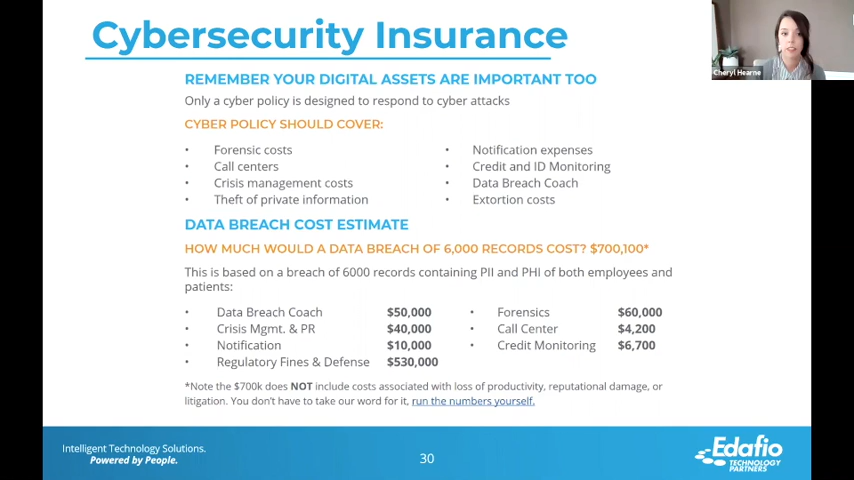 Cybersecurity Insurance
Cheryl Hearne
REMEMBER YOUR DIGITAL ASSETS ARE IMPORTANT TOO
Only a cyber policy is designed to respond to cyber attacks
CYBER POLICY SHOULD COVER:
• Forensic costs
• Call centers
• Crisis management costs
• Theft of private information
• Notification expenses
• Credit and ID Monitoring
• Data Breach Coach
• Extortion costs
DATA BREACH COST ESTIMATE
HOW MUCH WOULD A DATA BREACH OF 6,000 RECORDS COST? $700,100*
This is based on a breach of 6000 records containing PII and PHI of both employees and
patients:
• Data Breach Coach $50,000
• Crisis Mgmt. & PR $40,000
• Notification $10,000
• Regulatory Fines & Defense $530,000
• Forensics $60,000
• Call Center $4,200
• Credit Monitoring $6,700
*Note the $700k does NOT include costs associated with loss of productivity, reputational damage, or
litigation. You don't have to take our word for it, run the numbers yourself.
Intelligent Technology Solutions.
Powered by People.
30
Edafio
TECHNOLOGY
PARTNERS